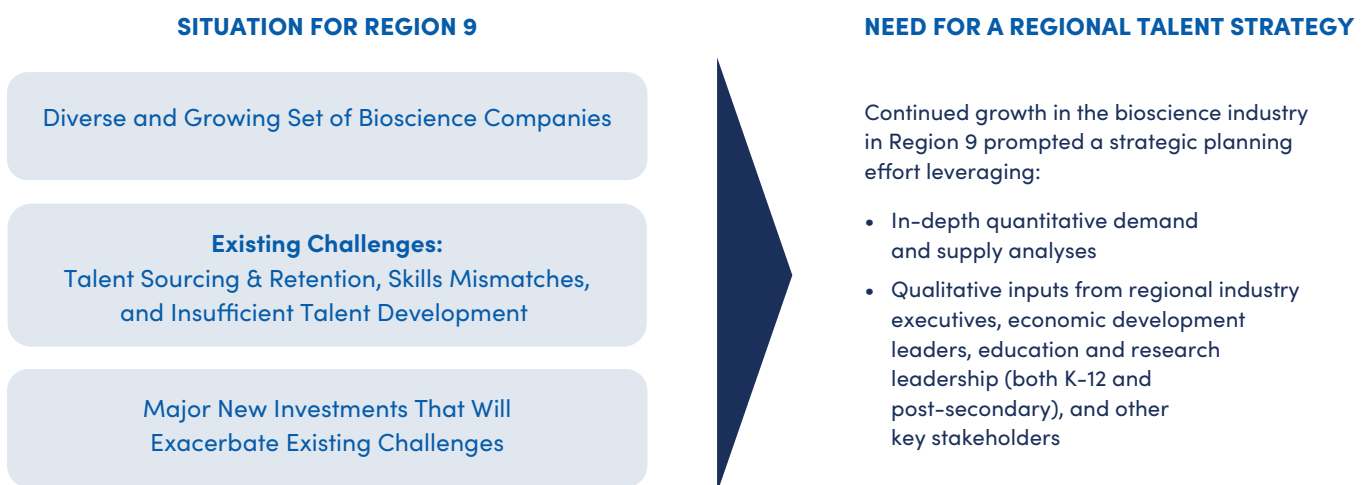 SITUATION FOR REGION 9
Diverse and Growing Set of Bioscience Companies
Existing Challenges:
Talent Sourcing & Retention, Skills Mismatches,
and Insufficient Talent Development
Major New Investments That Will
Exacerbate Existing Challenges
NEED FOR A REGIONAL TALENT STRATEGY
Continued growth in the bioscience industry
in Region 9 prompted a strategic planning
effort leveraging:
• In-depth quantitative demand
and supply analyses
• Qualitative inputs from regional industry
executives, economic development
leaders, education and research
leadership (both K-12 and
post-secondary), and other
key stakeholders